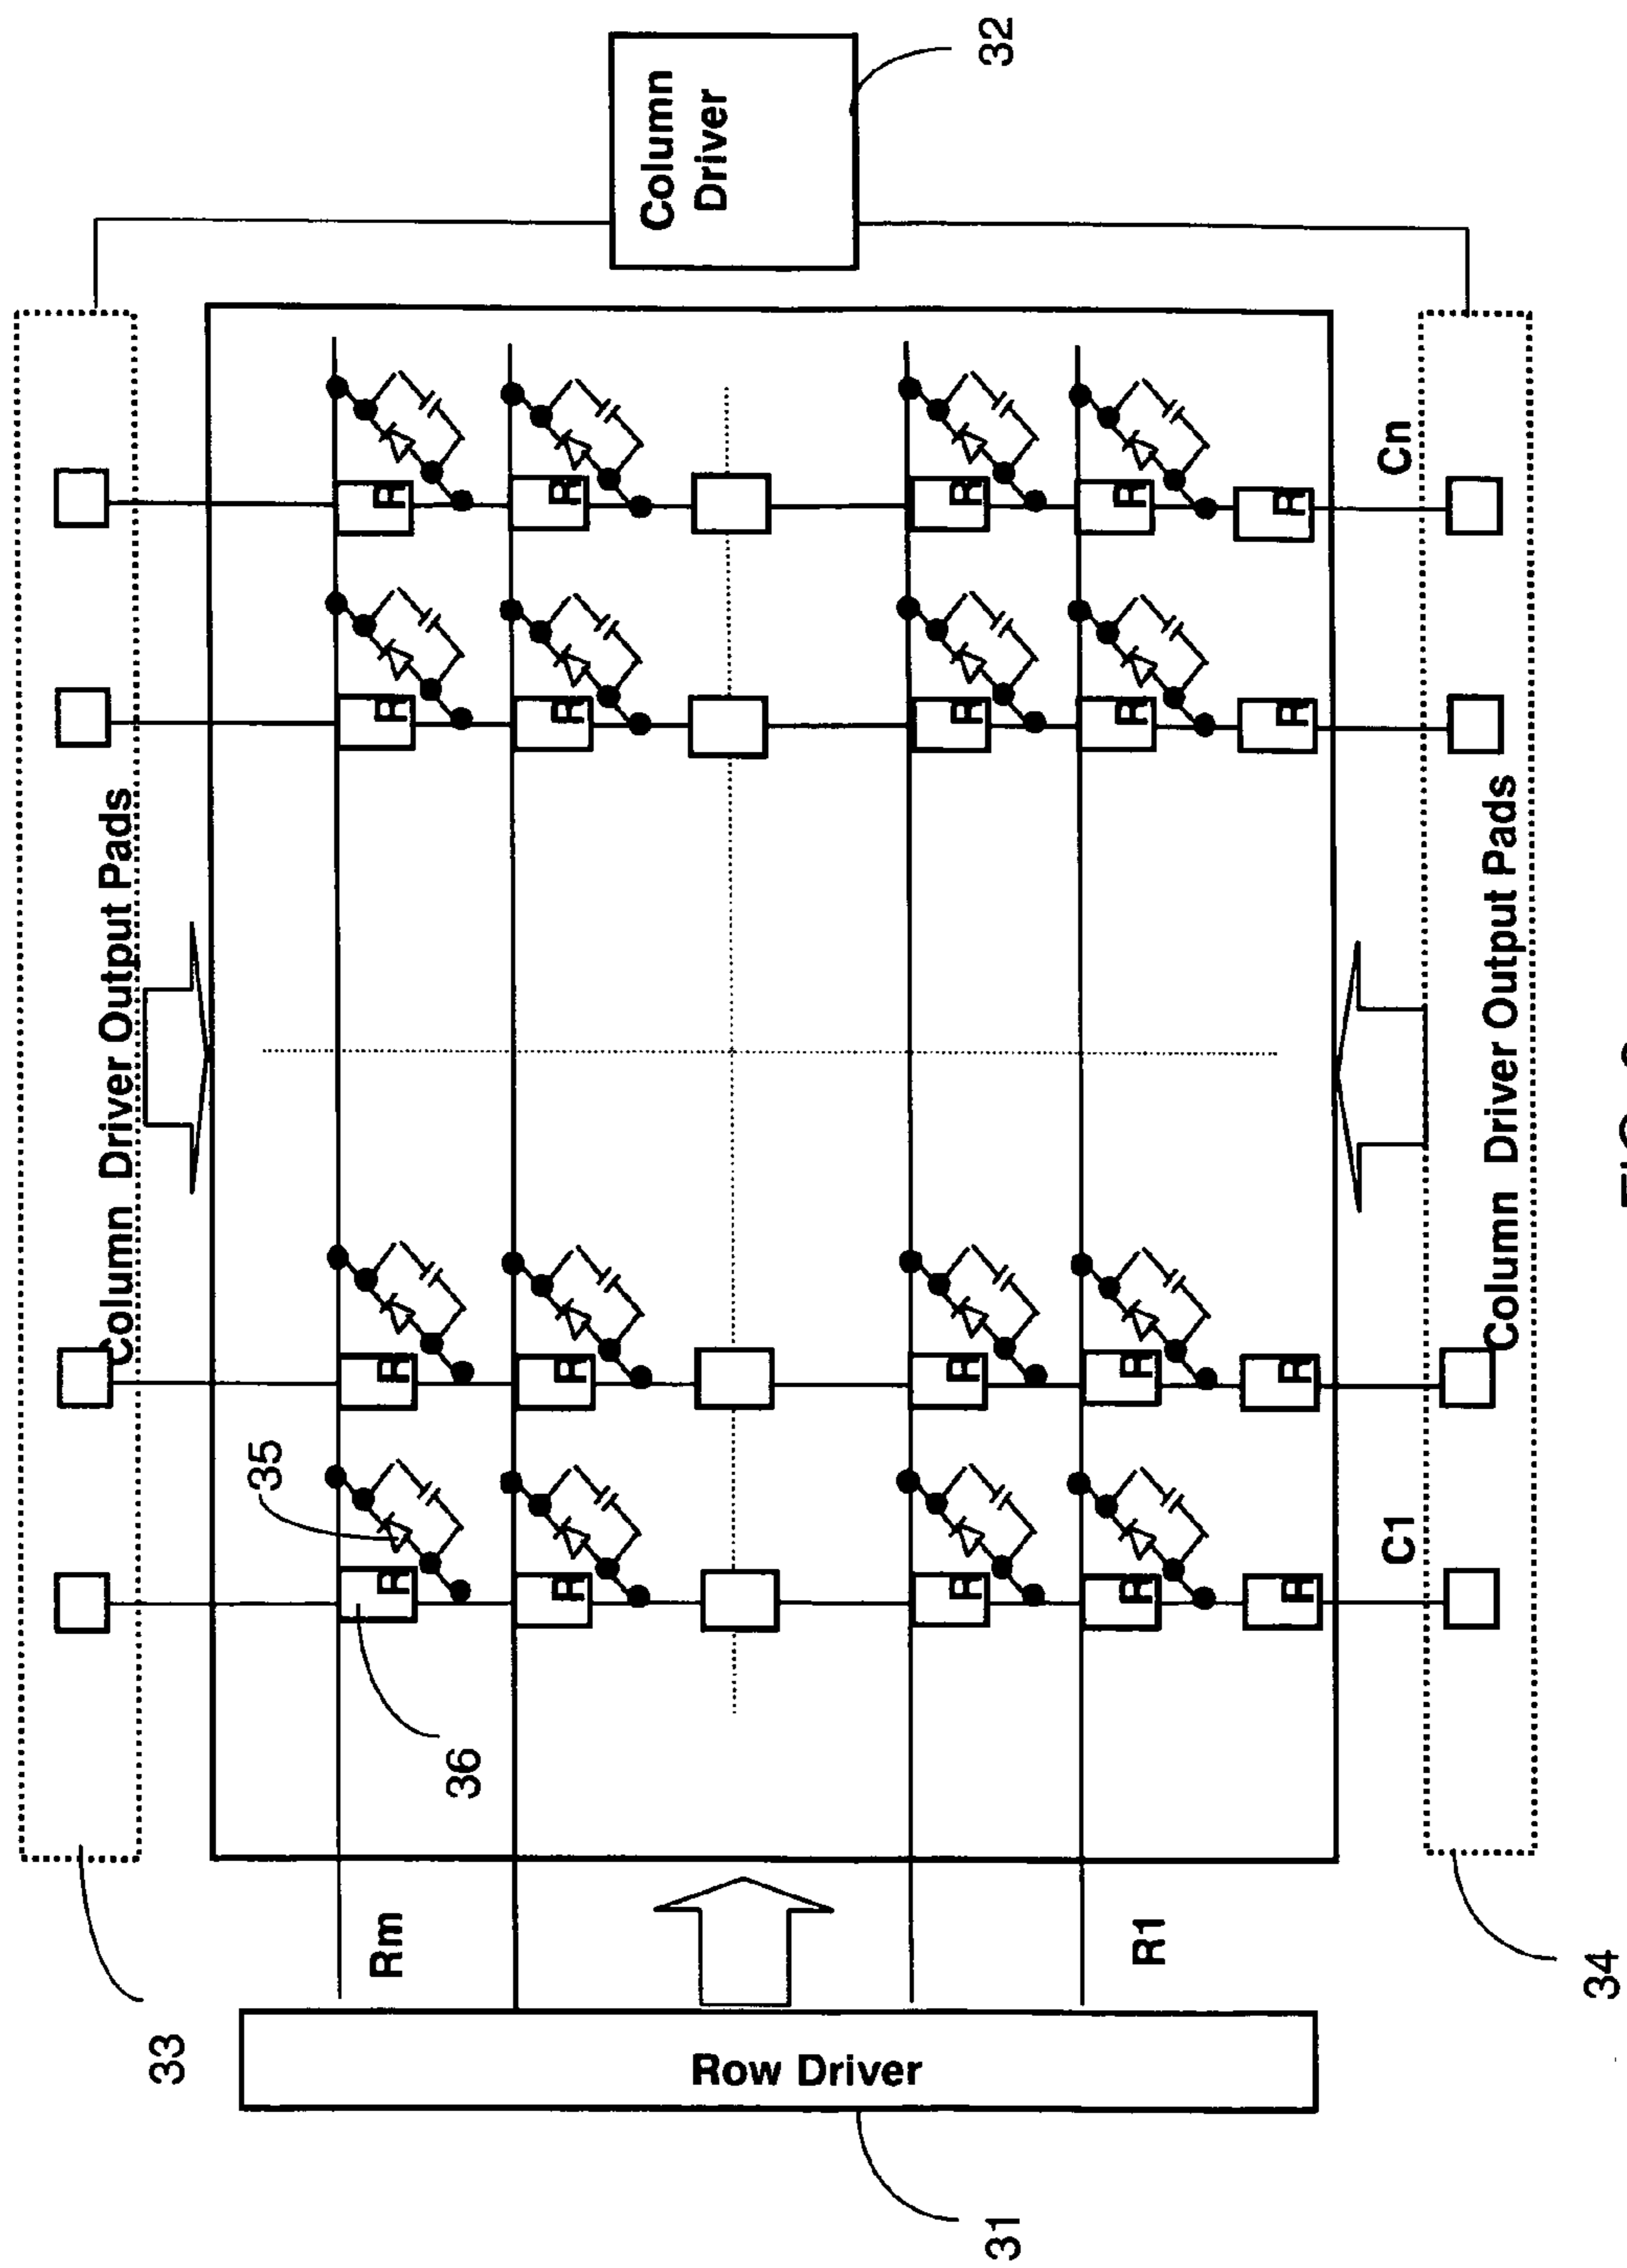 Column Driver Output Pads
33
35
Rm
R R R R
36
R R R R
Column
Driver
Row Driver
R R R R
31
32
R1
R R R R
R R R R
C1
Cn
Column Driver Output Pads
34
FIG.